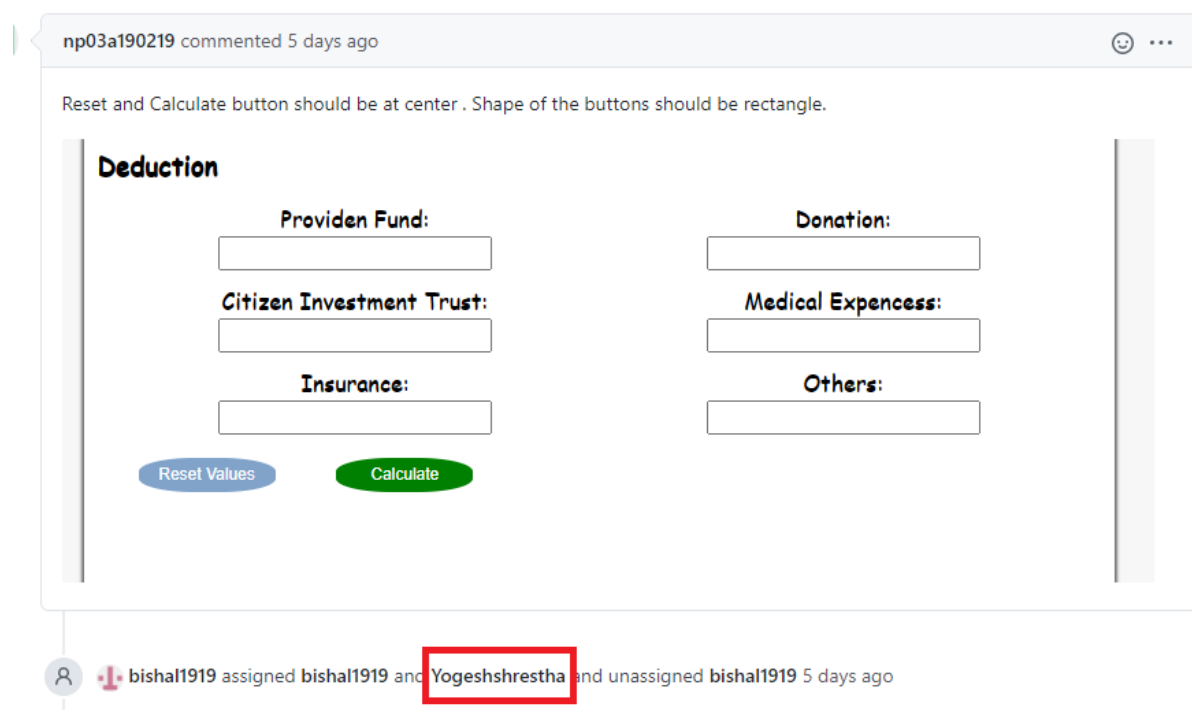 np03a190219 commented 5 days ago
Reset and Calculate button should be at center . Shape of the buttons should be rectangle.
Deduction
Providen Fund: Donation:
Citizen Investment Trust: Medical Expencess:
Insurance: Others:
Reset Values Calculate
bishal1919 assigned bishal1919 and Yogeshshrestha and unassigned bishal1919 5 days ago